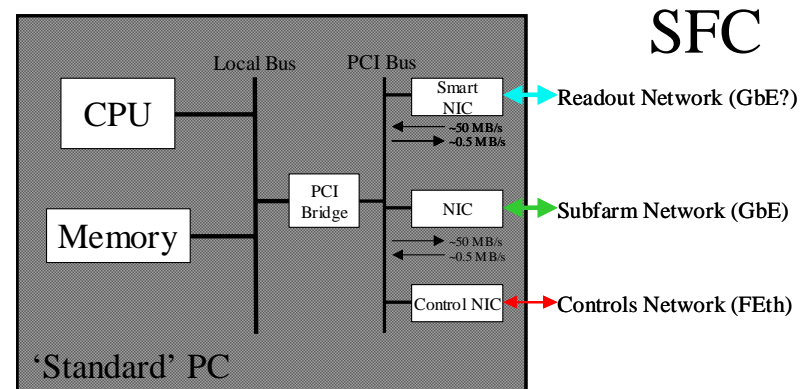 SFC
Local Bus
PCI Bus
CPU
Memory
PCI
Bridge
Smart
NIC
Readout Network (GbE?)
~50 MB/s
~0.5 MB/s
NIC
Subfarm Network (GbE)
~50 MB/s
~0.5 MB/s
Control NIC
Controls Network (FEth)
‘Standard’ PC